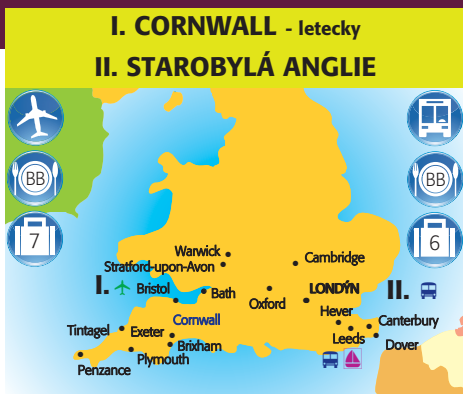 I. CORNWALL - letecky
II. STAROBYLÁ ANGLIE
BB
BB
7
6
Warwick
Stratford-upon-Avon
Cambridge
I.
Bristol
Bath
Oxford
LONDÝN
II.
Hever
Cornwall
Tintagel
Exeter
Canterbury
Leeds
Brixham
Dover
Plymouth
Penzance